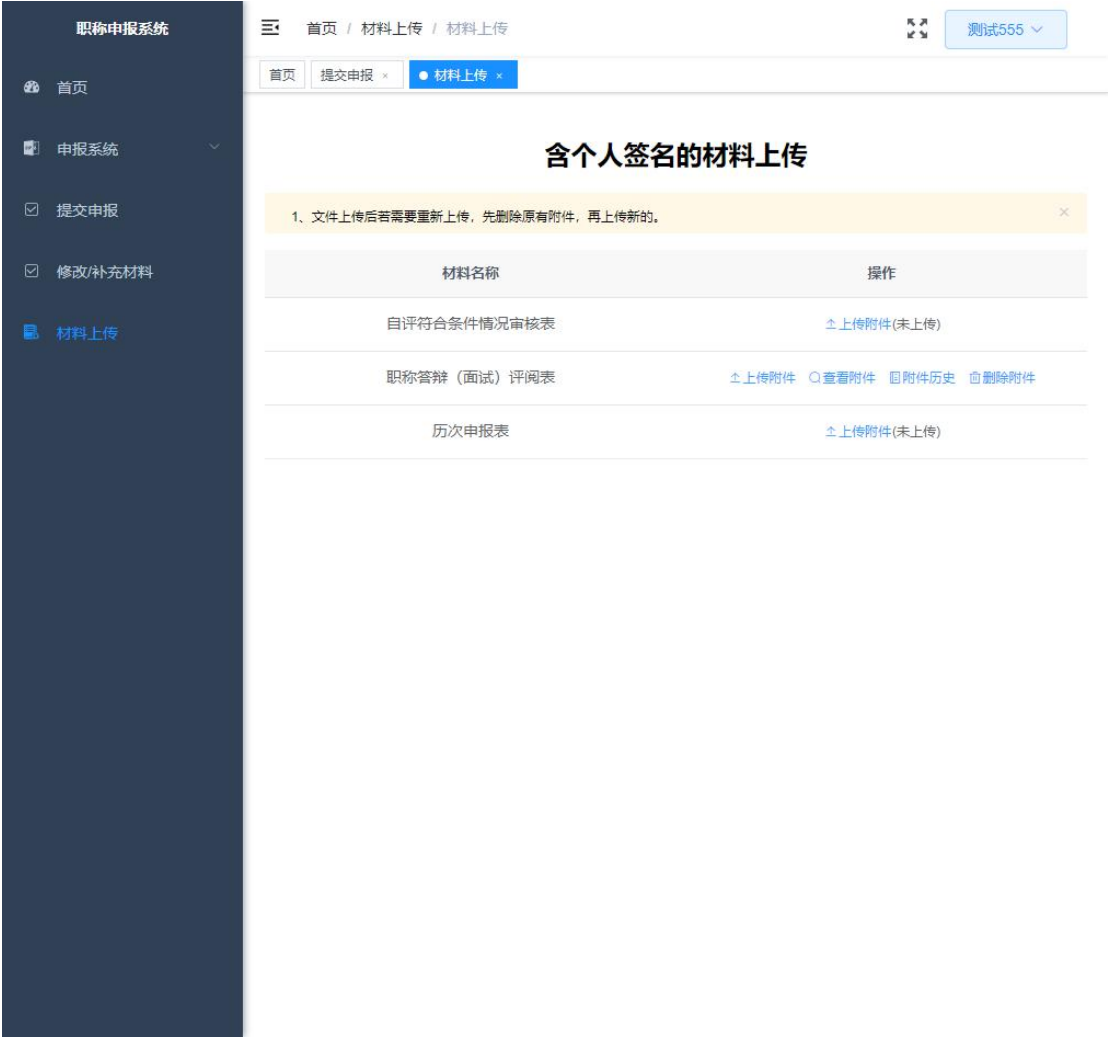 职称申报系统
首页 / 材料上传 / 材料上传
测试555
首页 提交申报 × 材料上传 ×
首页
申报系统
提交申报
修改/补充材料
材料上传
含个人签名的材料上传
1、文件上传后若需要重新上传，先删除原有附件，再上传新的。
材料名称 操作
自评符合条件情况审核表 上传附件(未上传)
职称答辩（面试）评阅表 上传附件 查看附件 附件历史 删除附件
历次申报表 上传附件(未上传)